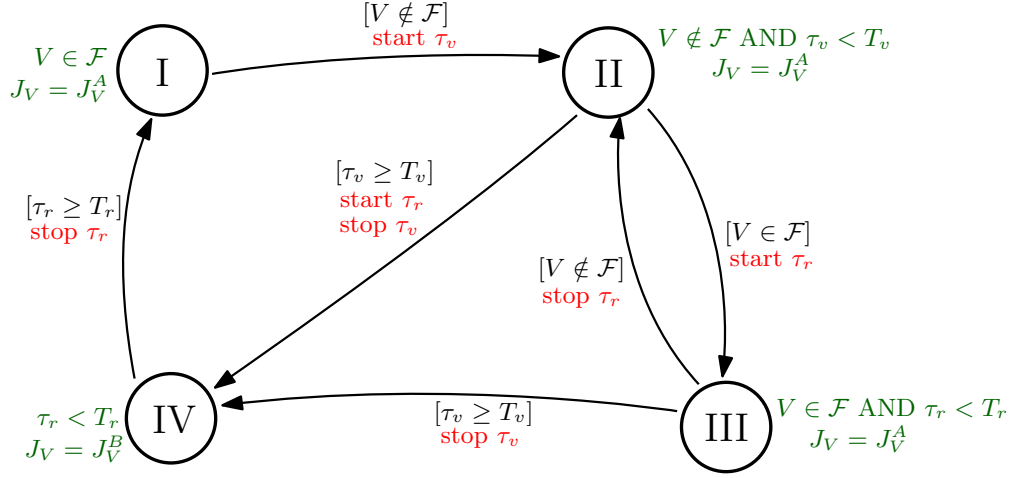 [V ∉ F]
start τ_v
V ∈ F
J_V = J_V^A
I
II
V ∉ F AND τ_v < T_v
J_V = J_V^A
[τ_v ≥ T_v]
start τ_r
stop τ_v
[τ_r ≥ T_r]
stop τ_r
[V ∈ F]
start τ_r
[V ∉ F]
stop τ_r
τ_r < T_r
J_V = J_V^B
IV
[τ_v ≥ T_v]
stop τ_v
III
V ∈ F AND τ_r < T_r
J_V = J_V^A